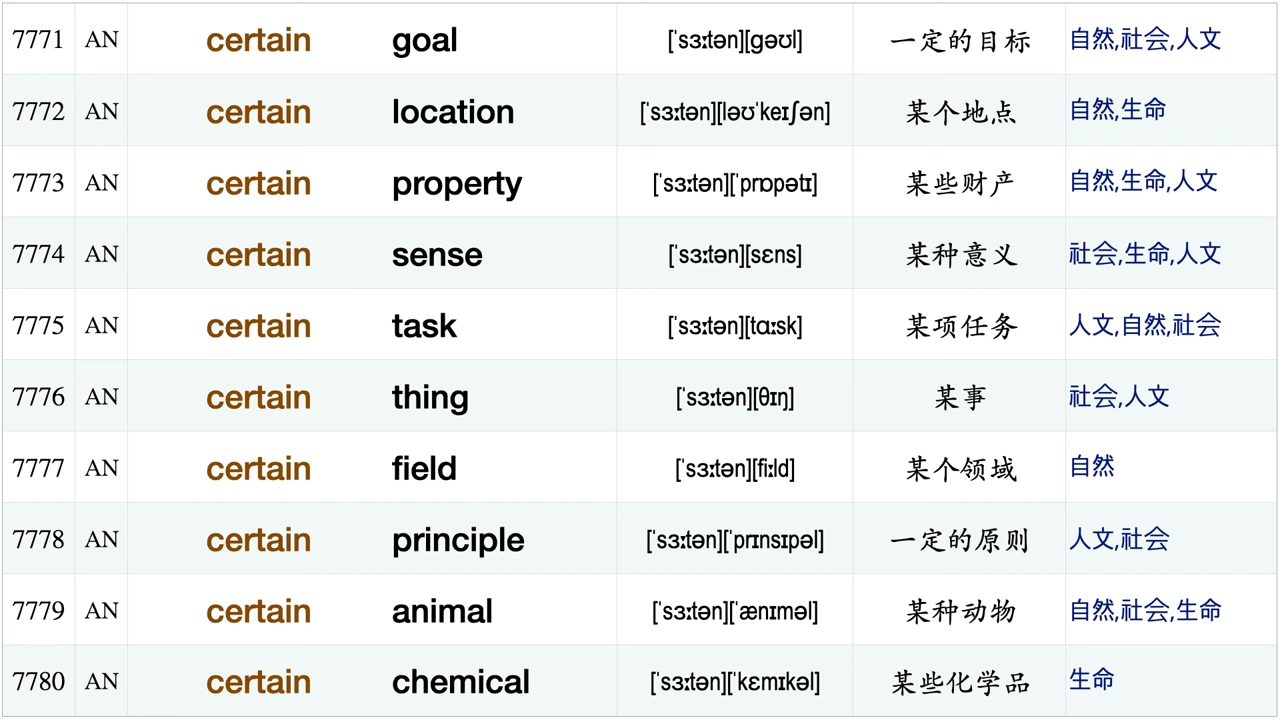 7771 AN certain goal [ˈsɜːtən][ɡəʊl] 一定的目标 自然,社会,人文
7772 AN certain location [ˈsɜːtən][ləʊˈkeɪʃən] 某个地点 自然,生命
7773 AN certain property [ˈsɜːtən][ˈprɒpətɪ] 某些财产 自然,生命,人文
7774 AN certain sense [ˈsɜːtən][sɛns] 某种意义 社会,生命,人文
7775 AN certain task [ˈsɜːtən][tɑːsk] 某项任务 人文,自然,社会
7776 AN certain thing [ˈsɜːtən][θɪŋ] 某事 社会,人文
7777 AN certain field [ˈsɜːtən][fiːld] 某个领域 自然
7778 AN certain principle [ˈsɜːtən][ˈprɪnsɪpəl] 一定的原则 人文,社会
7779 AN certain animal [ˈsɜːtən][ˈænɪməl] 某种动物 自然,社会,生命
7780 AN certain chemical [ˈsɜːtən][ˈkɛmɪkəl] 某些化学品 生命